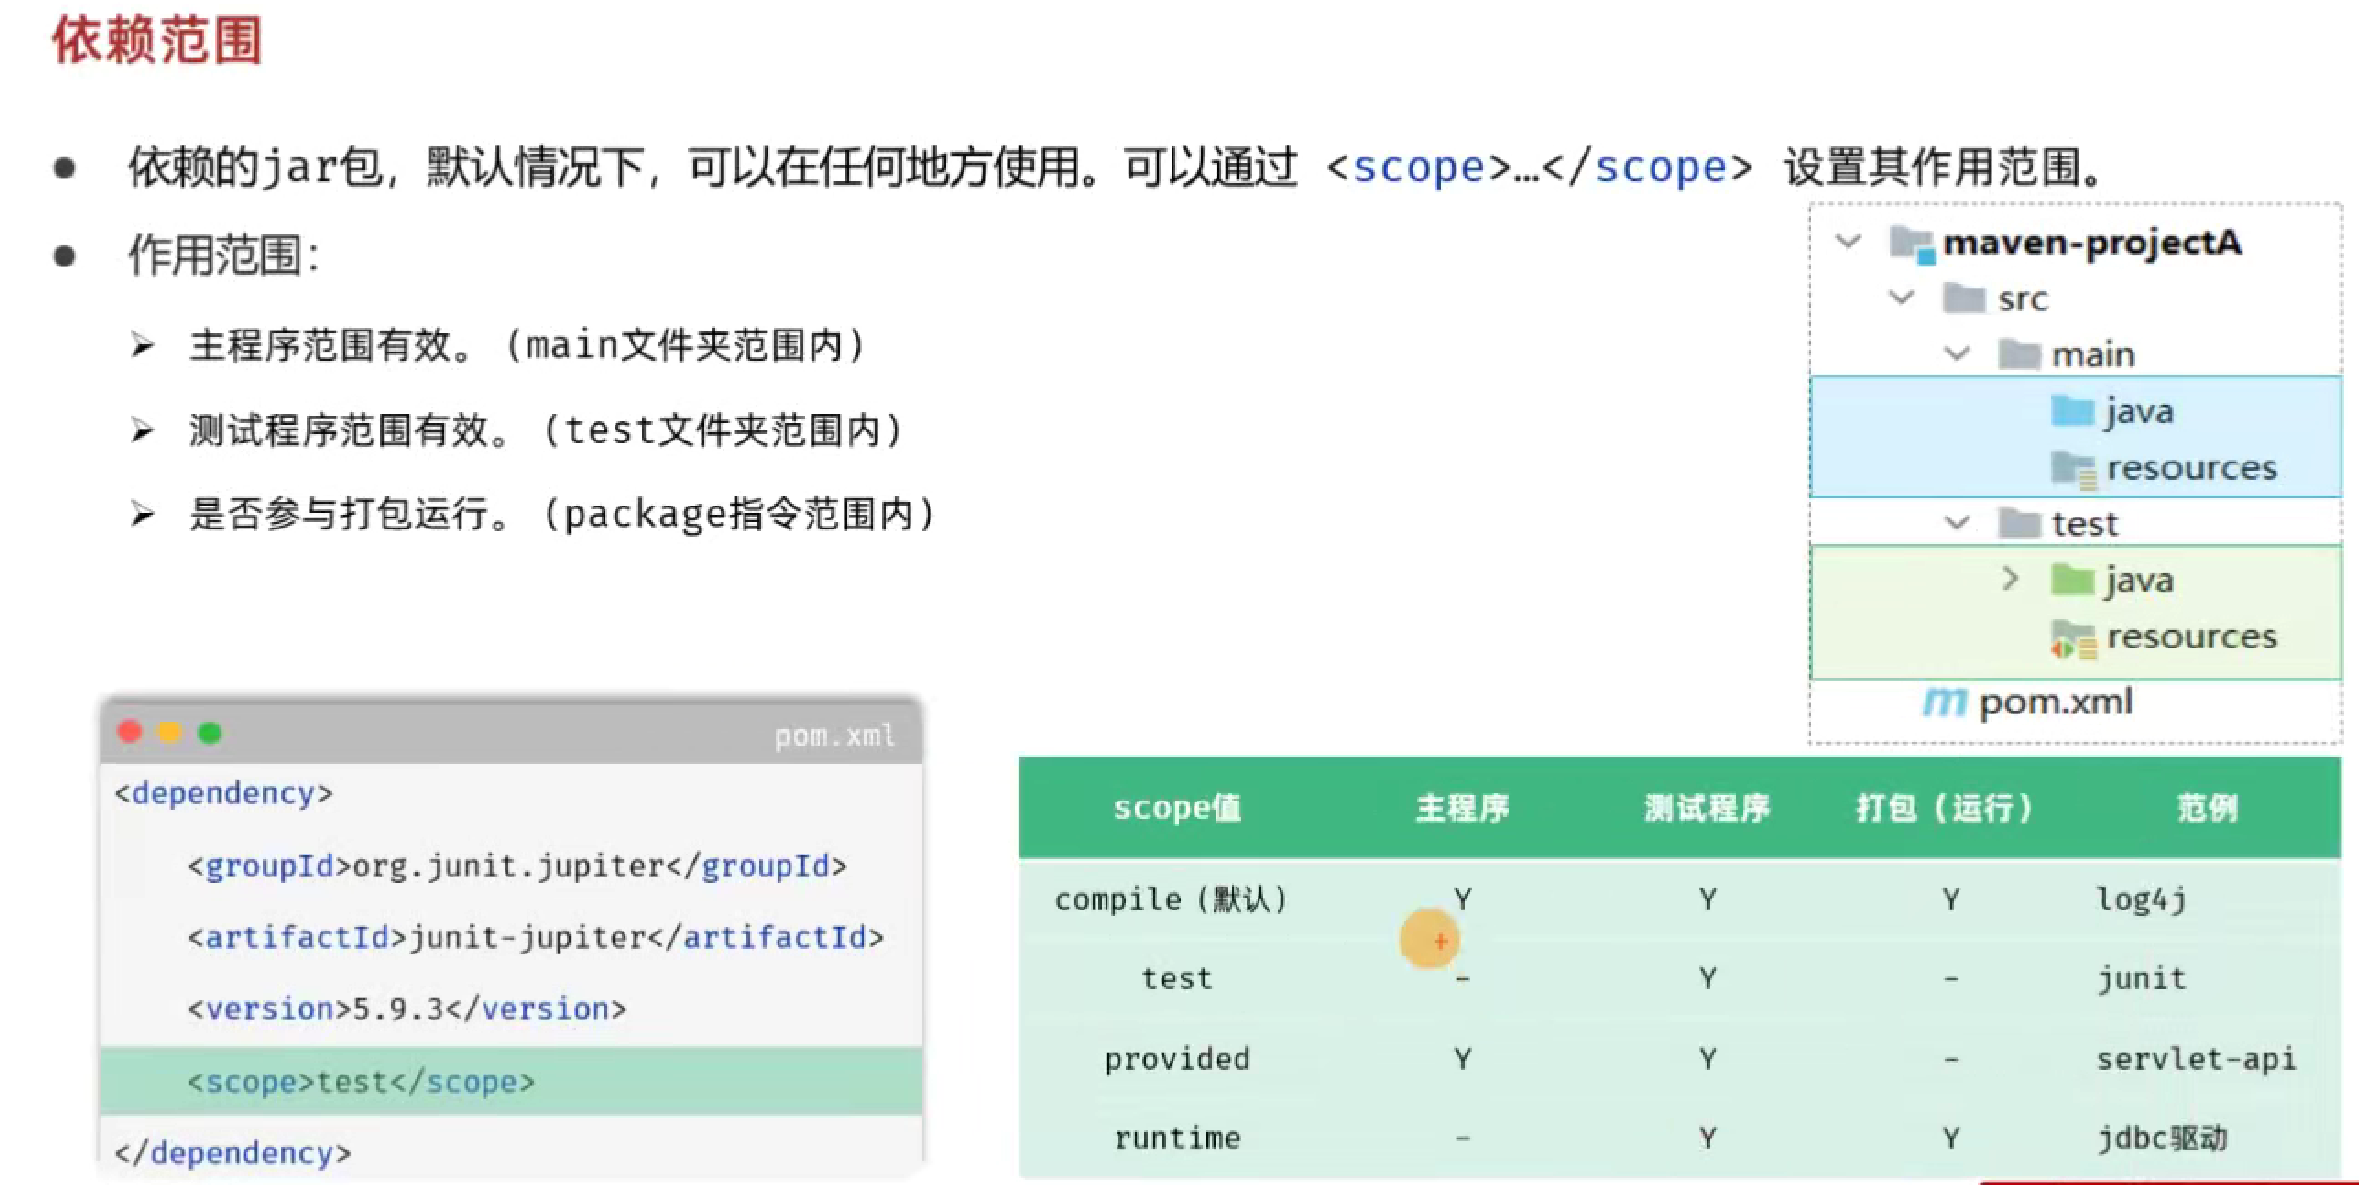 依赖范围
依赖的jar包，默认情况下，可以在任何地方使用。可以通过 <scope>…</scope> 设置其作用范围。
作用范围：
主程序范围有效。（main文件夹范围内）
测试程序范围有效。（test文件夹范围内）
是否参与打包运行。（package指令范围内）
maven-projectA
src
main
java
resources
test
java
resources
pom.xml
pom.xml
<dependency>
<groupId>org.junit.jupiter</groupId>
<artifactId>junit-jupiter</artifactId>
<version>5.9.3</version>
<scope>test</scope>
</dependency>
scope值 主程序 测试程序 打包（运行） 范例
compile（默认） Y Y Y log4j
test - Y - junit
provided Y Y - servlet-api
runtime - Y Y jdbc驱动